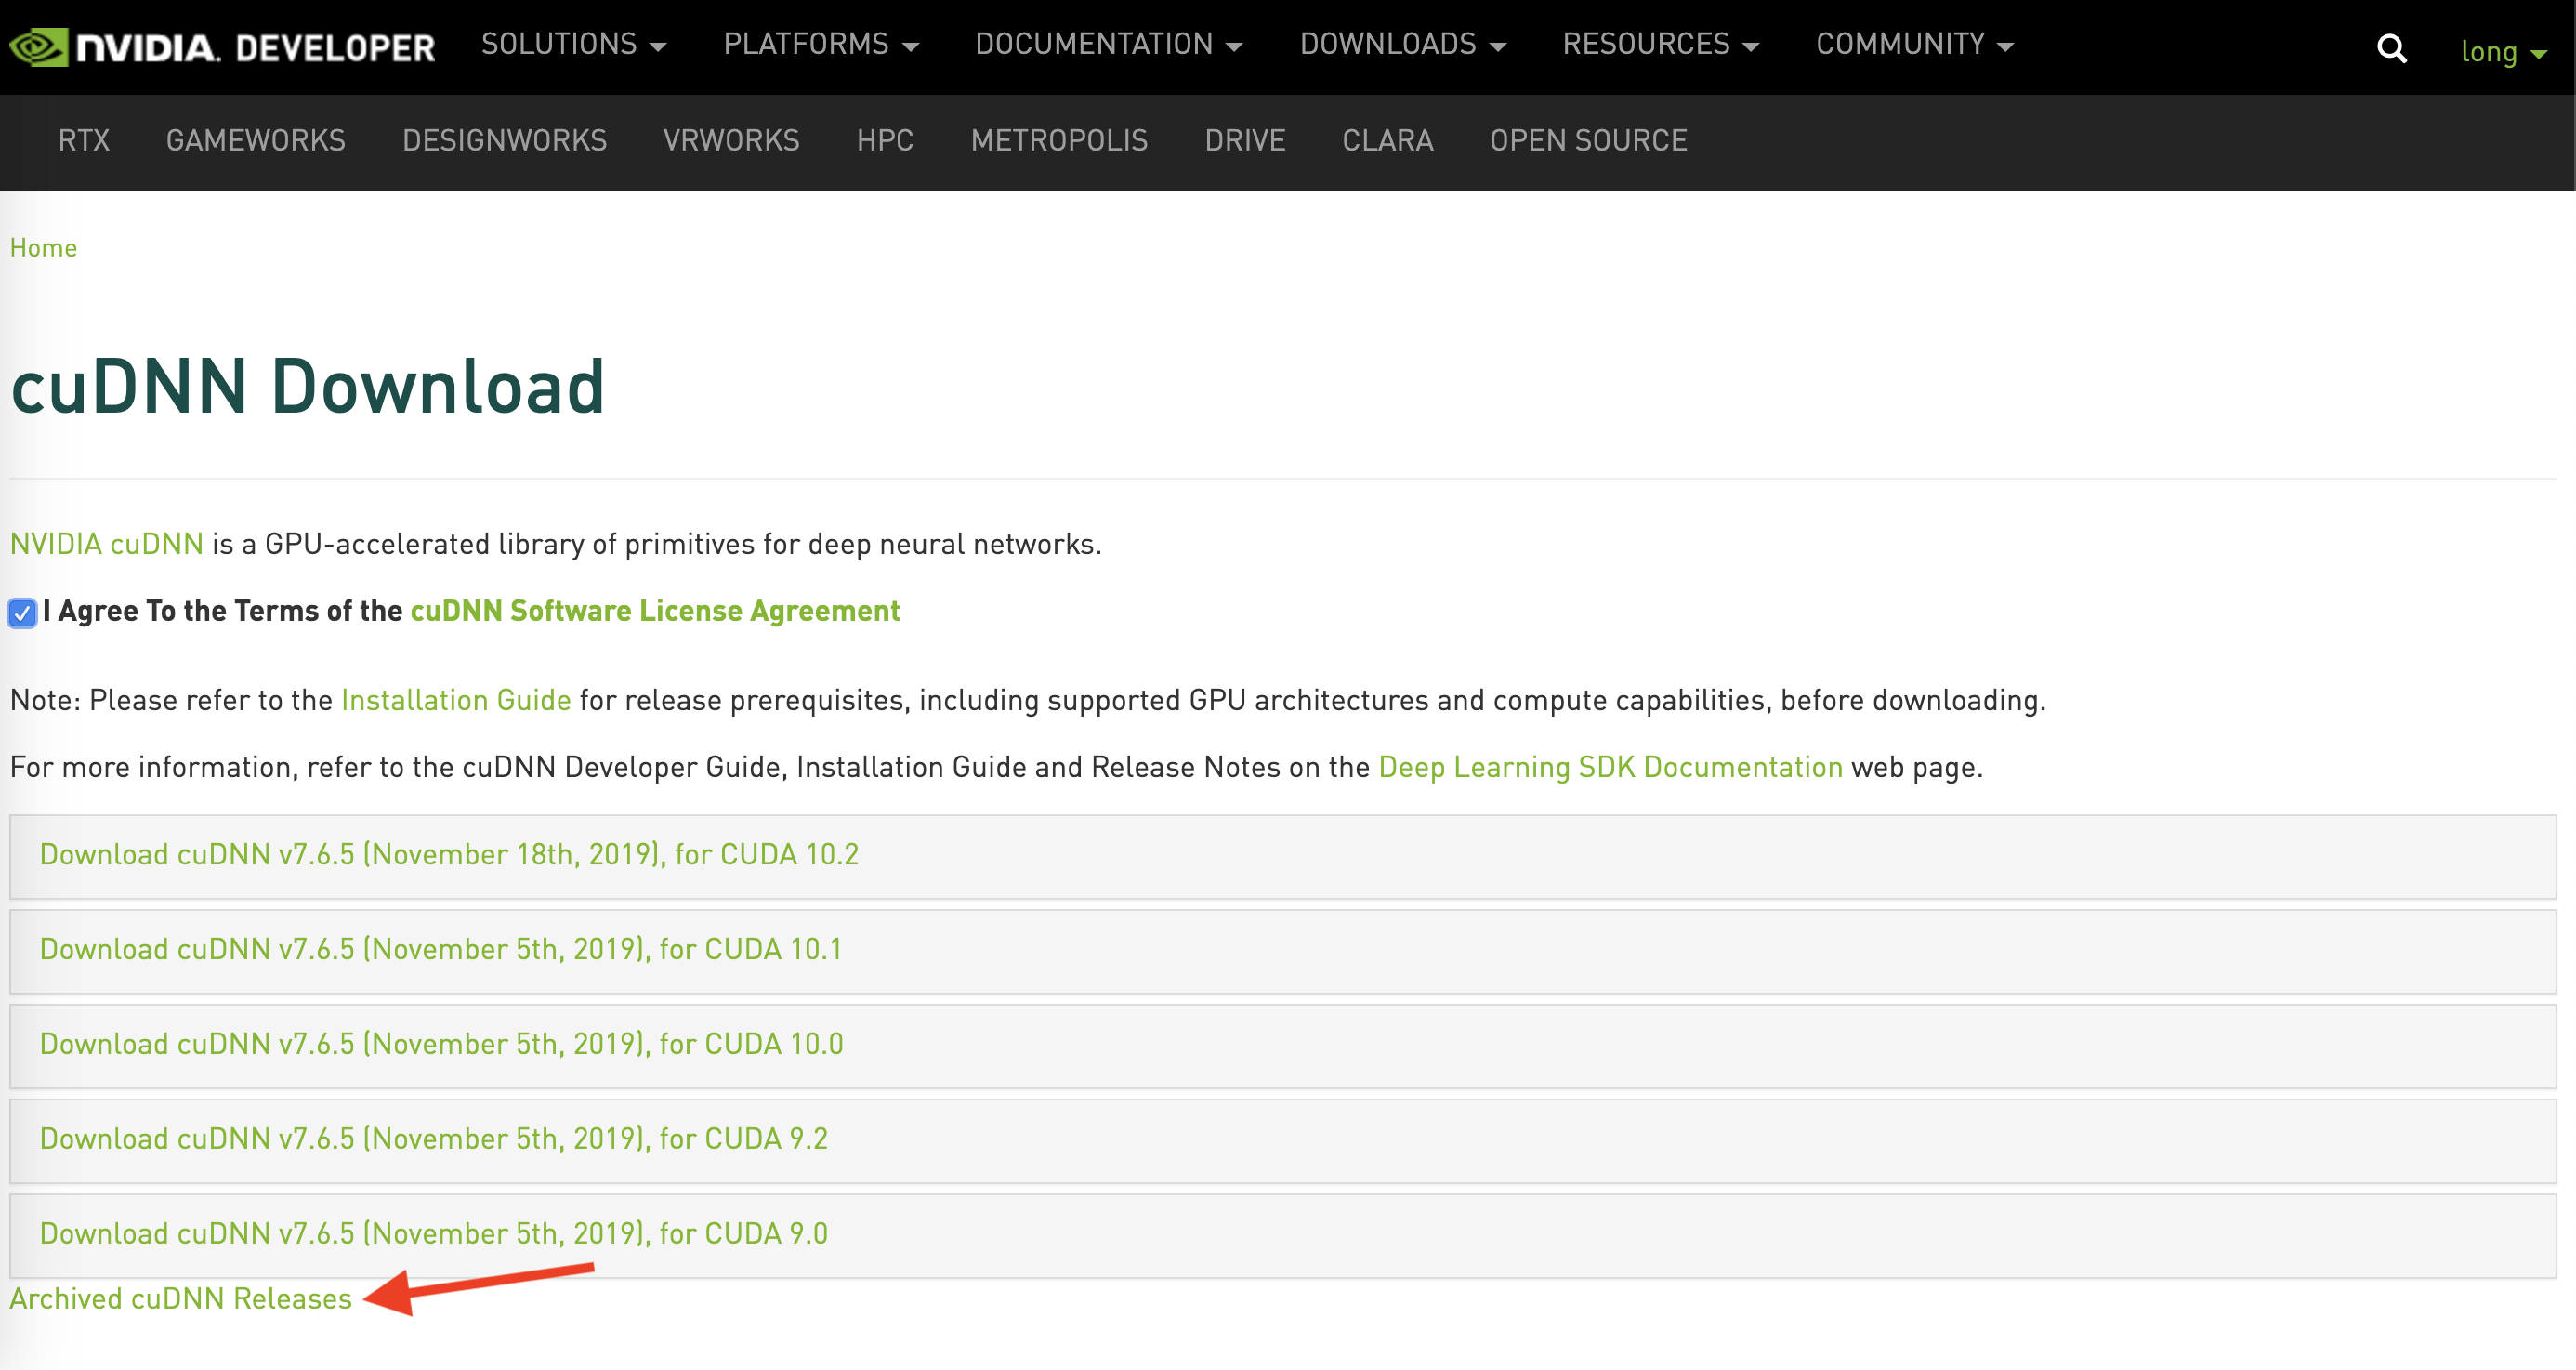 NVIDIA. DEVELOPER SOLUTIONS PLATFORMS DOCUMENTATION DOWNLOADS RESOURCES COMMUNITY long
RTX GAMEWORKS DESIGNWORKS VRWORKS HPC METROPOLIS DRIVE CLARA OPEN SOURCE
Home
cuDNN Download
NVIDIA cuDNN is a GPU-accelerated library of primitives for deep neural networks.
I Agree To the Terms of the cuDNN Software License Agreement
Note: Please refer to the Installation Guide for release prerequisites, including supported GPU architectures and compute capabilities, before downloading.
For more information, refer to the cuDNN Developer Guide, Installation Guide and Release Notes on the Deep Learning SDK Documentation web page.
Download cuDNN v7.6.5 (November 18th, 2019), for CUDA 10.2
Download cuDNN v7.6.5 (November 5th, 2019), for CUDA 10.1
Download cuDNN v7.6.5 (November 5th, 2019), for CUDA 10.0
Download cuDNN v7.6.5 (November 5th, 2019), for CUDA 9.2
Download cuDNN v7.6.5 (November 5th, 2019), for CUDA 9.0
Archived cuDNN Releases